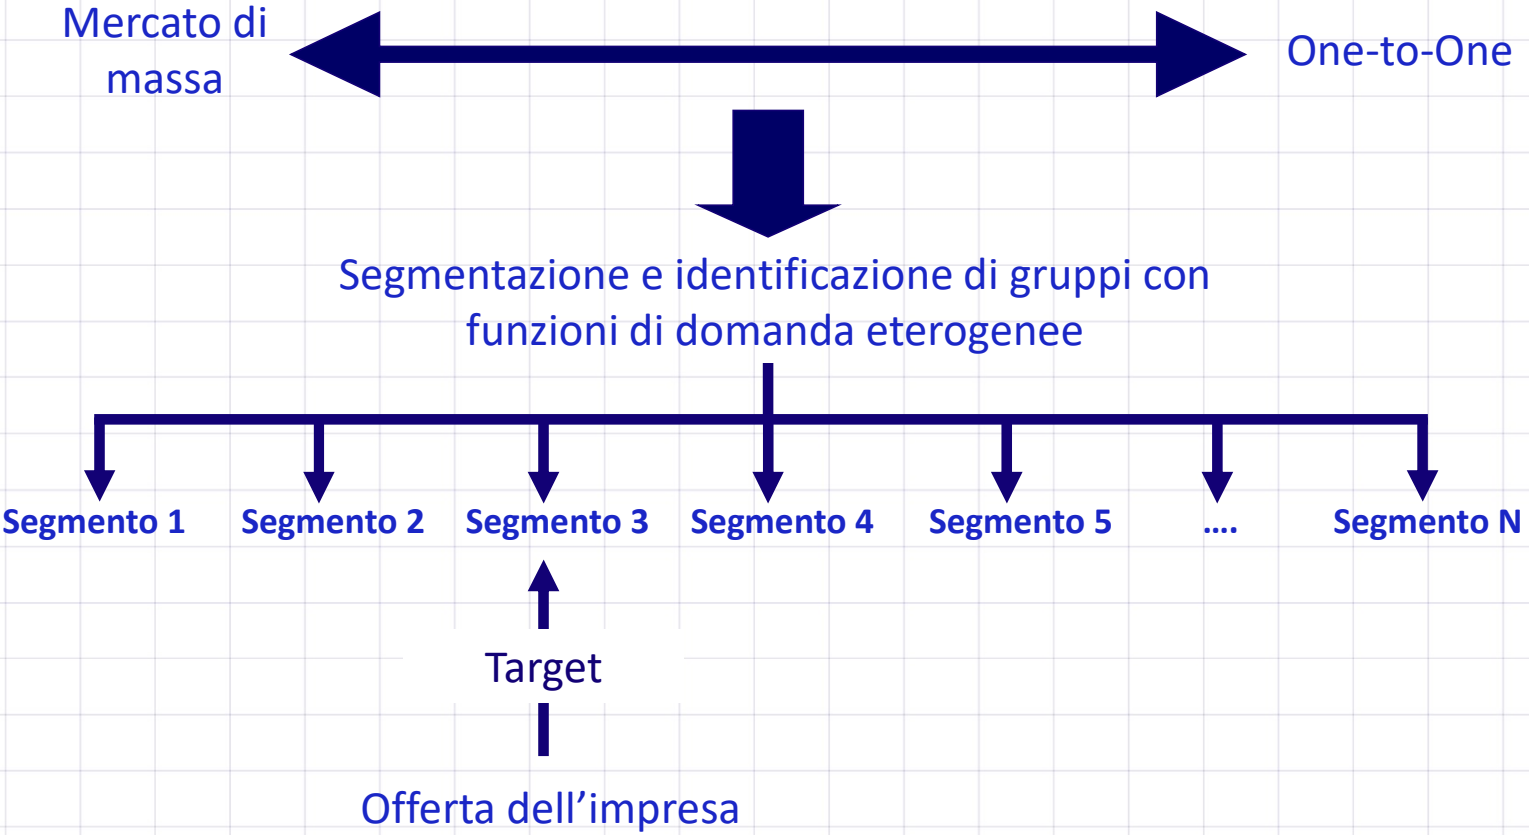 Mercato di
massa
One-to-One
Segmentazione e identificazione di gruppi con
funzioni di domanda eterogenee
Segmento 1 Segmento 2 Segmento 3 Segmento 4 Segmento 5 .... Segmento N
Target
Offerta dell’impresa